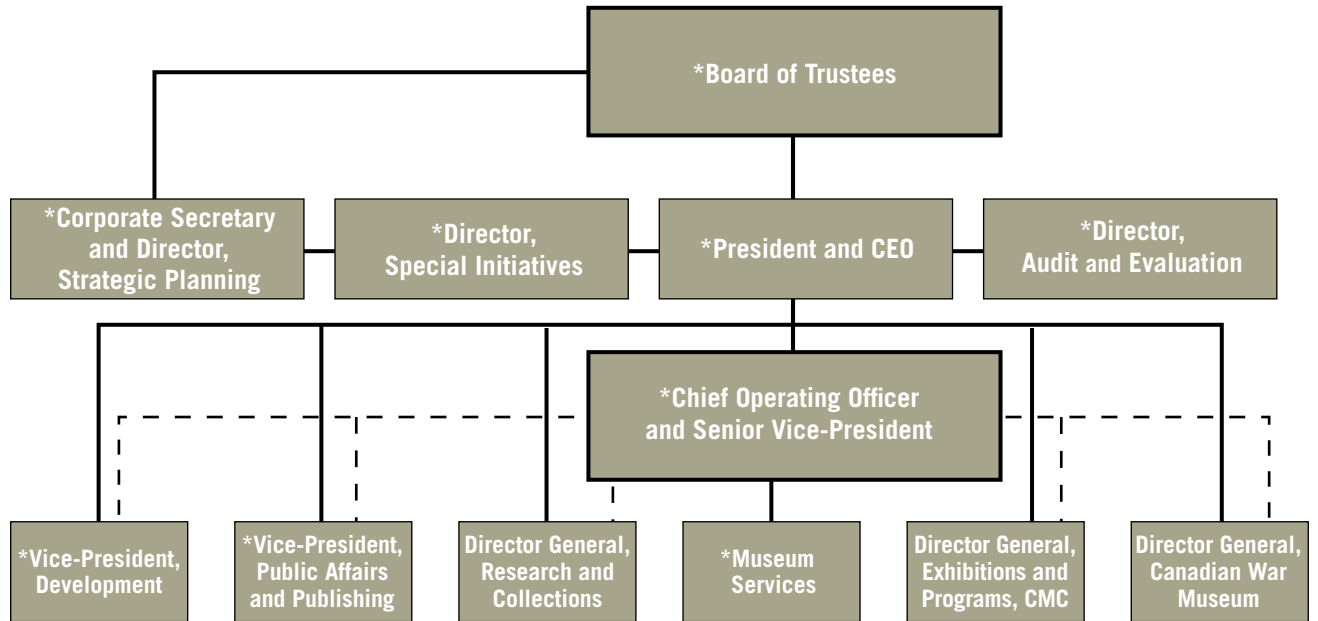 *Board of Trustees
*Corporate Secretary
and Director,
Strategic Planning
*Director,
Special Initiatives
*President and CEO
*Director,
Audit and Evaluation
*Chief Operating Officer
and Senior Vice-President
*Vice-President,
Development
*Vice-President,
Public Affairs
and Publishing
Director General,
Research and
Collections
*Museum
Services
Director General,
Exhibitions and
Programs, CMC
Director General,
Canadian War
Museum